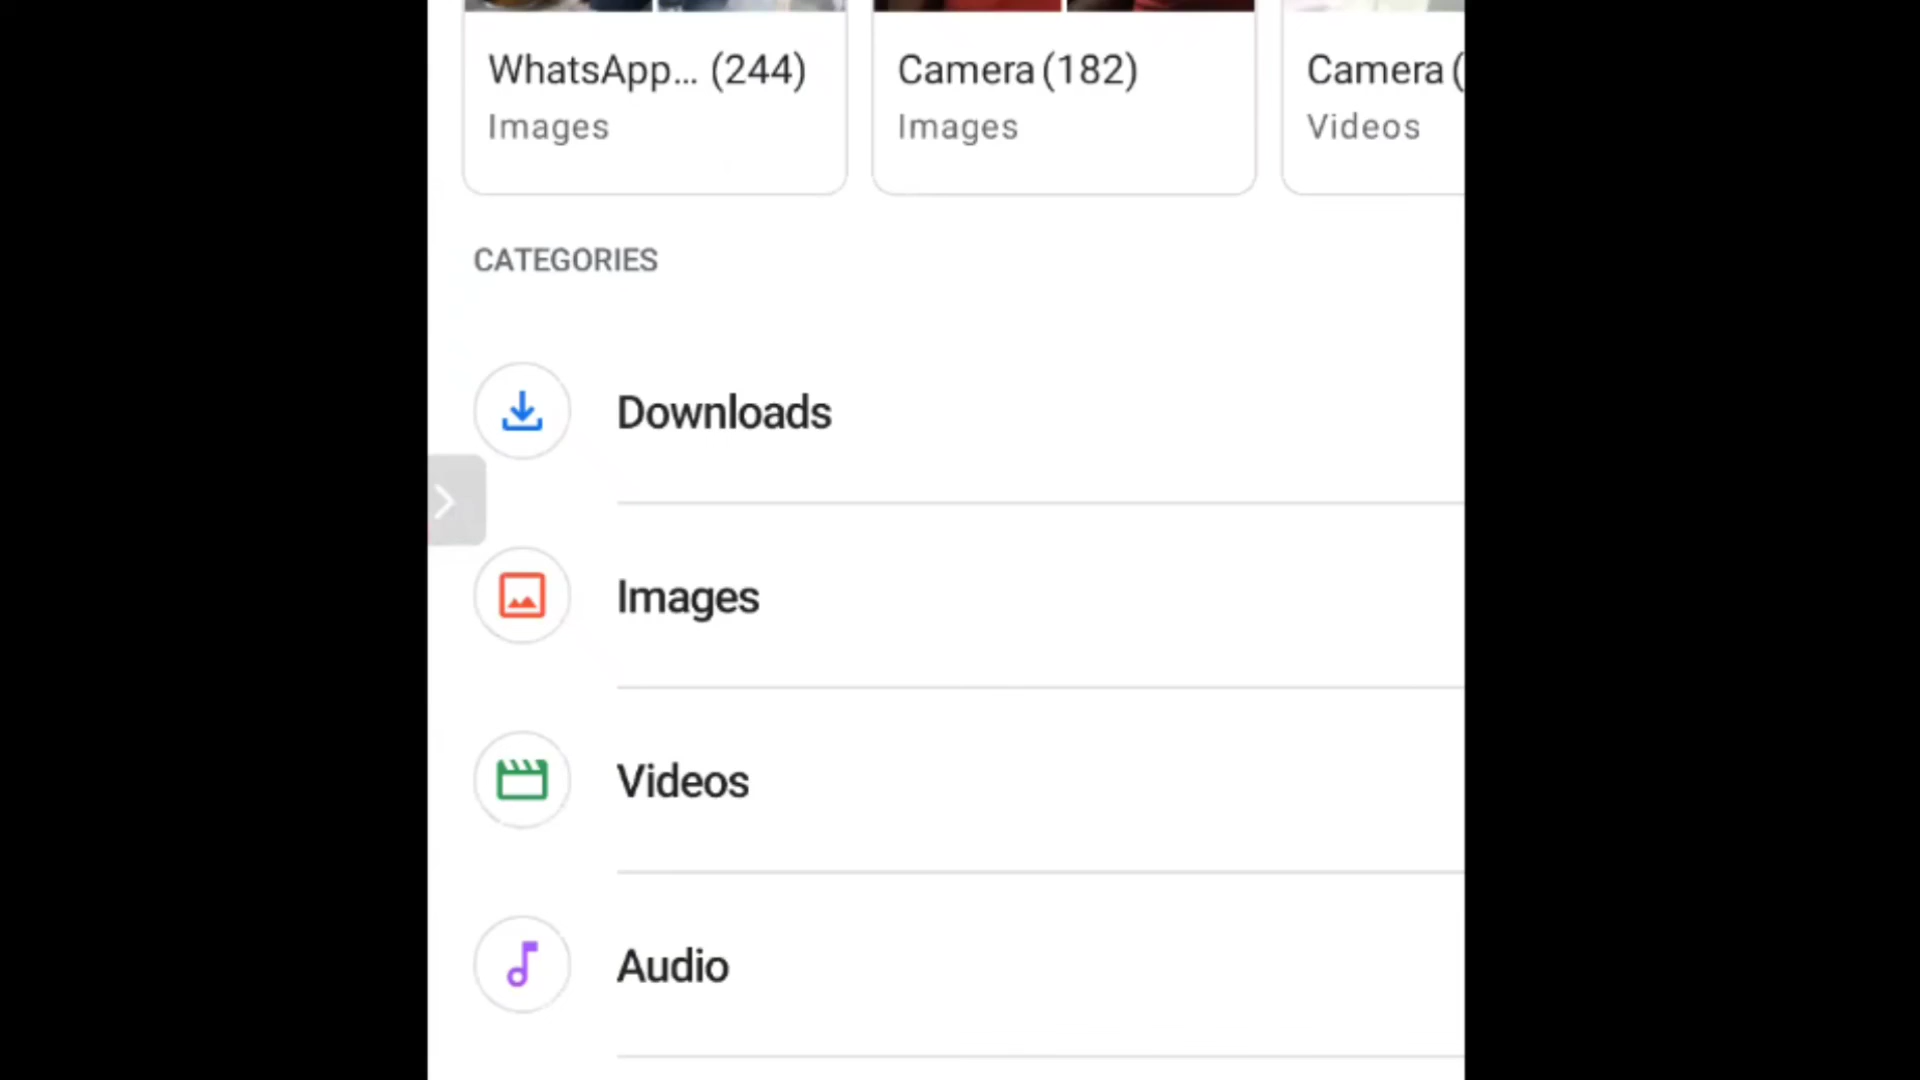 WhatsApp... (244)
Images
Camera (182)
Images
Camera (
Videos
CATEGORIES
Downloads
Images
Videos
Audio